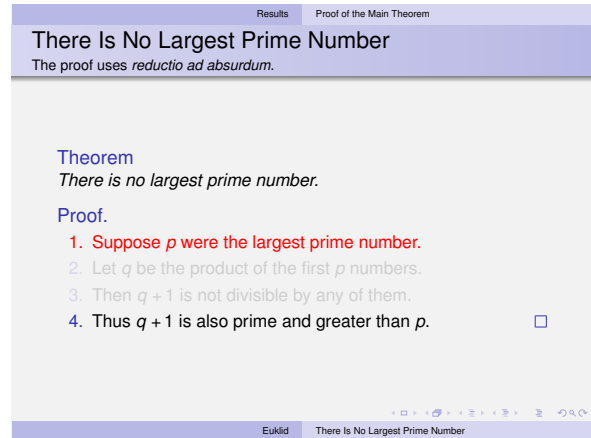 Results Proof of the Main Theorem
There Is No Largest Prime Number
The proof uses reductio ad absurdum.
Theorem
There is no largest prime number.
Proof.
1. Suppose p were the largest prime number.
2. Let q be the product of the first p numbers.
3. Then q + 1 is not divisible by any of them.
4. Thus q + 1 is also prime and greater than p.
Euklid There Is No Largest Prime Number